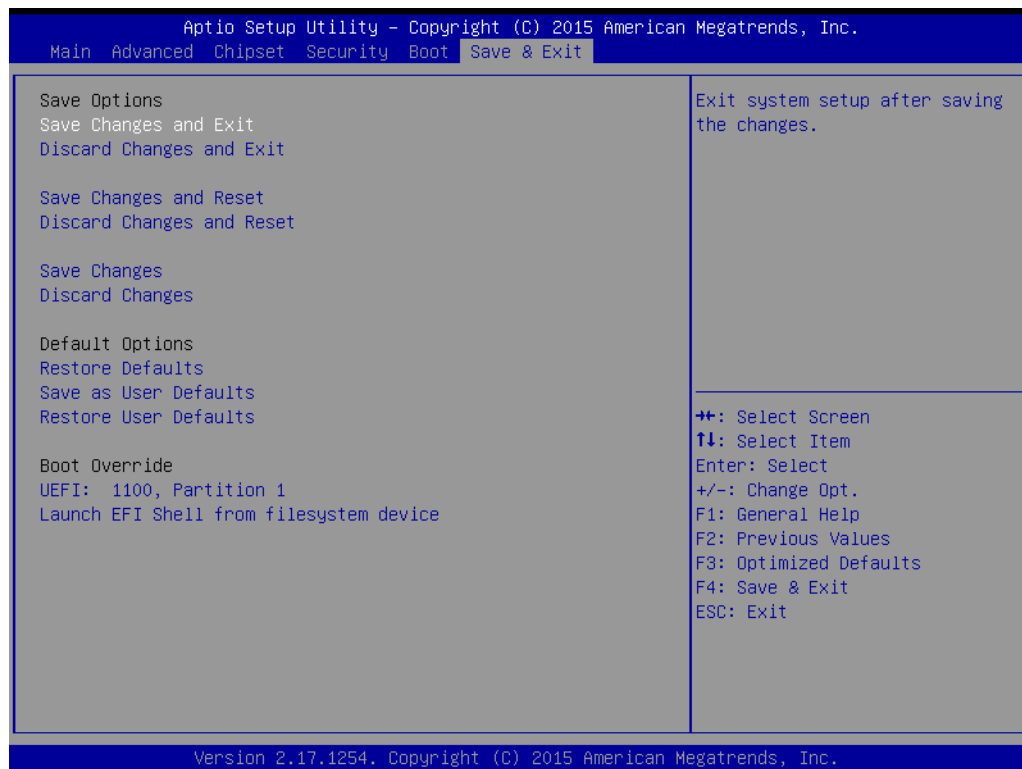 Aptio Setup Utility – Copyright (C) 2015 American Megatrends, Inc.
Main Advanced Chipset Security Boot Save & Exit
Save Options
Save Changes and Exit
Discard Changes and Exit
Save Changes and Reset
Discard Changes and Reset
Save Changes
Discard Changes
Default Options
Restore Defaults
Save as User Defaults
Restore User Defaults
Boot Override
UEFI: 1100, Partition 1
Launch EFI Shell from filesystem device
Exit system setup after saving
the changes.
→←: Select Screen
↑↓: Select Item
Enter: Select
+/-: Change Opt.
F1: General Help
F2: Previous Values
F3: Optimized Defaults
F4: Save & Exit
ESC: Exit
Version 2.17.1254. Copyright (C) 2015 American Megatrends, Inc.